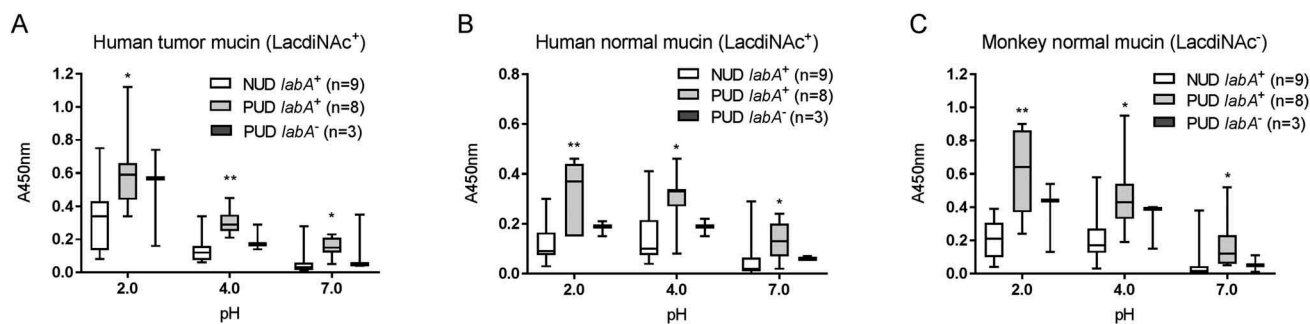 A
Human tumor mucin (LacdiNAc⁺)
NUD labA⁺ (n=9)
PUD labA⁺ (n=8)
PUD labA⁻ (n=3)
A450nm
1.2
1.0
0.8
0.6
0.4
0.2
0.0
*
**
*
2.0 4.0 7.0
pH
B
Human normal mucin (LacdiNAc⁺)
NUD labA⁺ (n=9)
PUD labA⁺ (n=8)
PUD labA⁻ (n=3)
A450nm
0.8
0.6
0.4
0.2
0.0
**
*
*
2.0 4.0 7.0
pH
C
Monkey normal mucin (LacdiNAc⁻)
NUD labA⁺ (n=9)
PUD labA⁺ (n=8)
PUD labA⁻ (n=3)
A450nm
1.2
1.0
0.8
0.6
0.4
0.2
0.0
**
*
*
2.0 4.0 7.0
pH